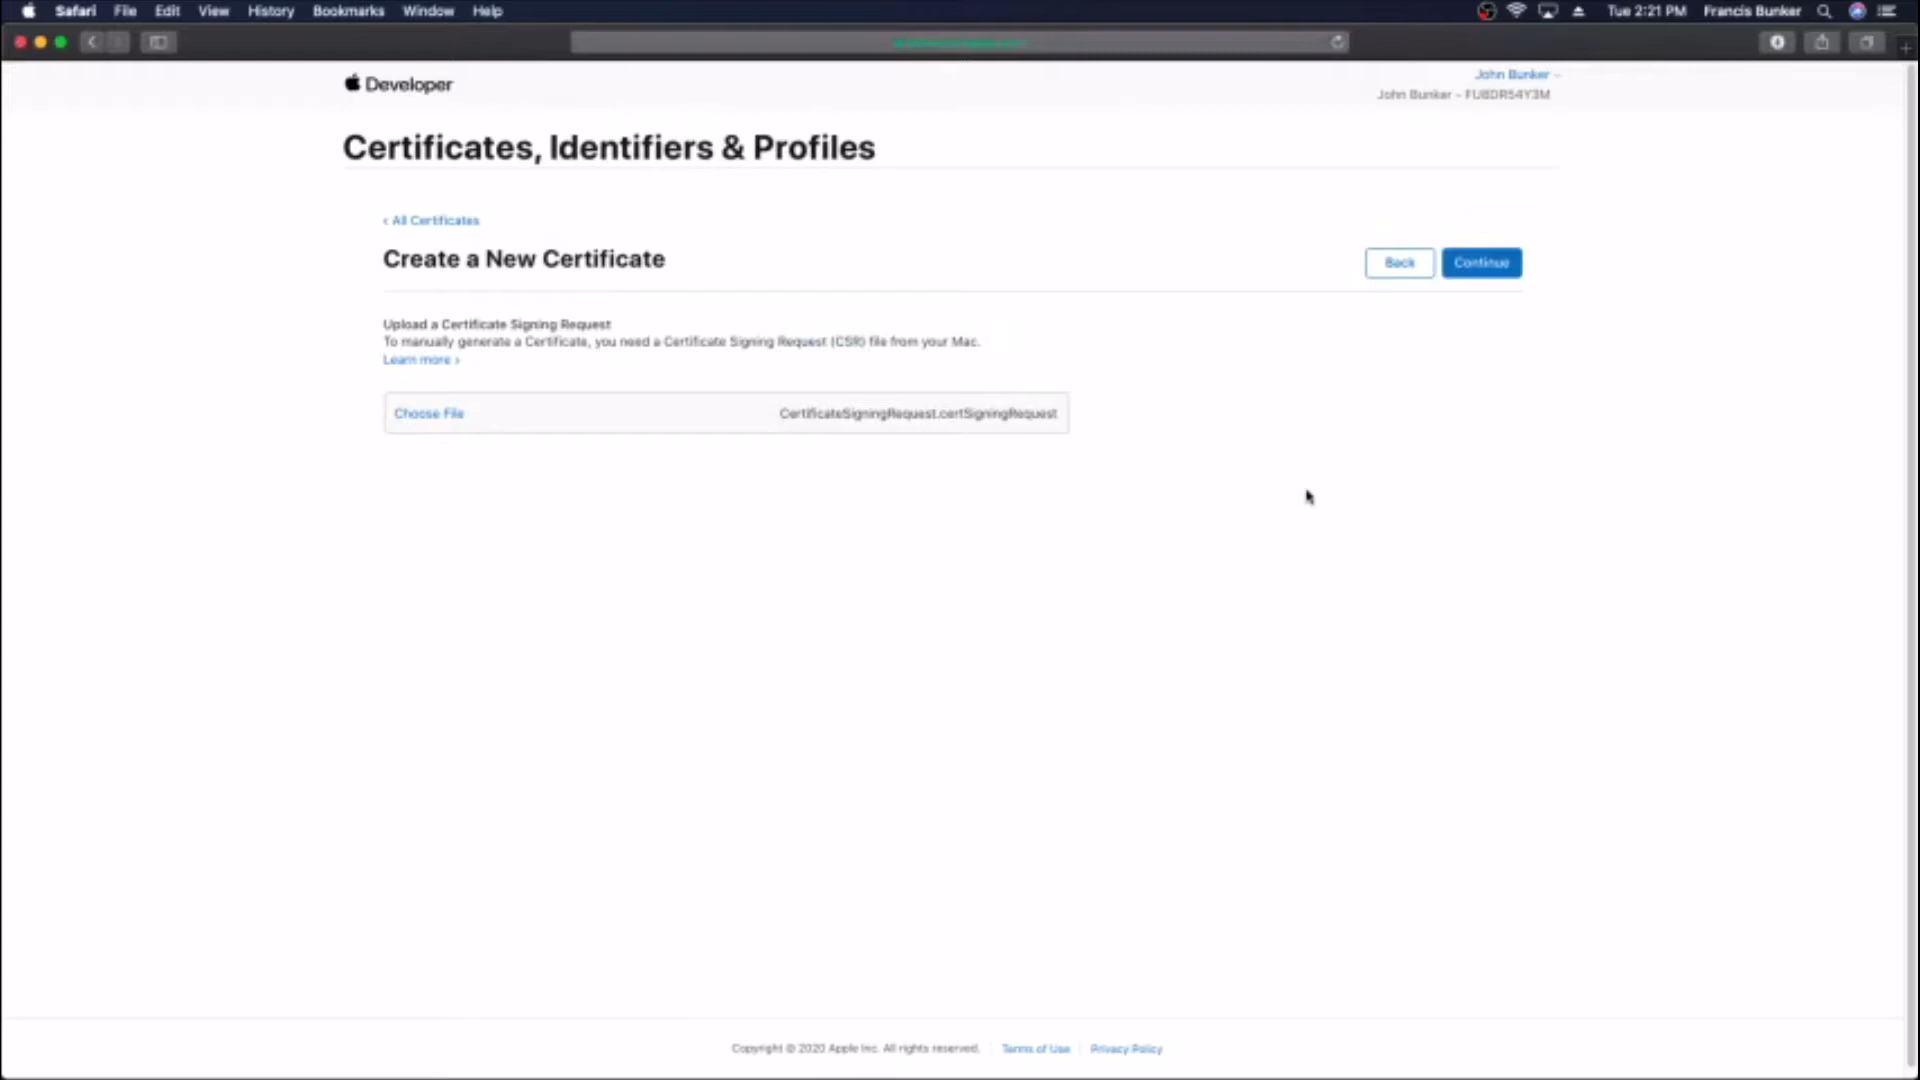 Safari File Edit View History Bookmarks Window Help
Tue 2:21 PM Francis Bunker
Developer
John Bunker
John Bunker - FU8DR54Y3M
Certificates, Identifiers & Profiles
‹ All Certificates
Create a New Certificate
Back
Continue
Upload a Certificate Signing Request
To manually generate a Certificate, you need a Certificate Signing Request (CSR) file from your Mac.
Learn more ›
Choose File
CertificateSigningRequest.certSigningRequest
Copyright © 2020 Apple Inc. All rights reserved.
Terms of Use
Privacy Policy